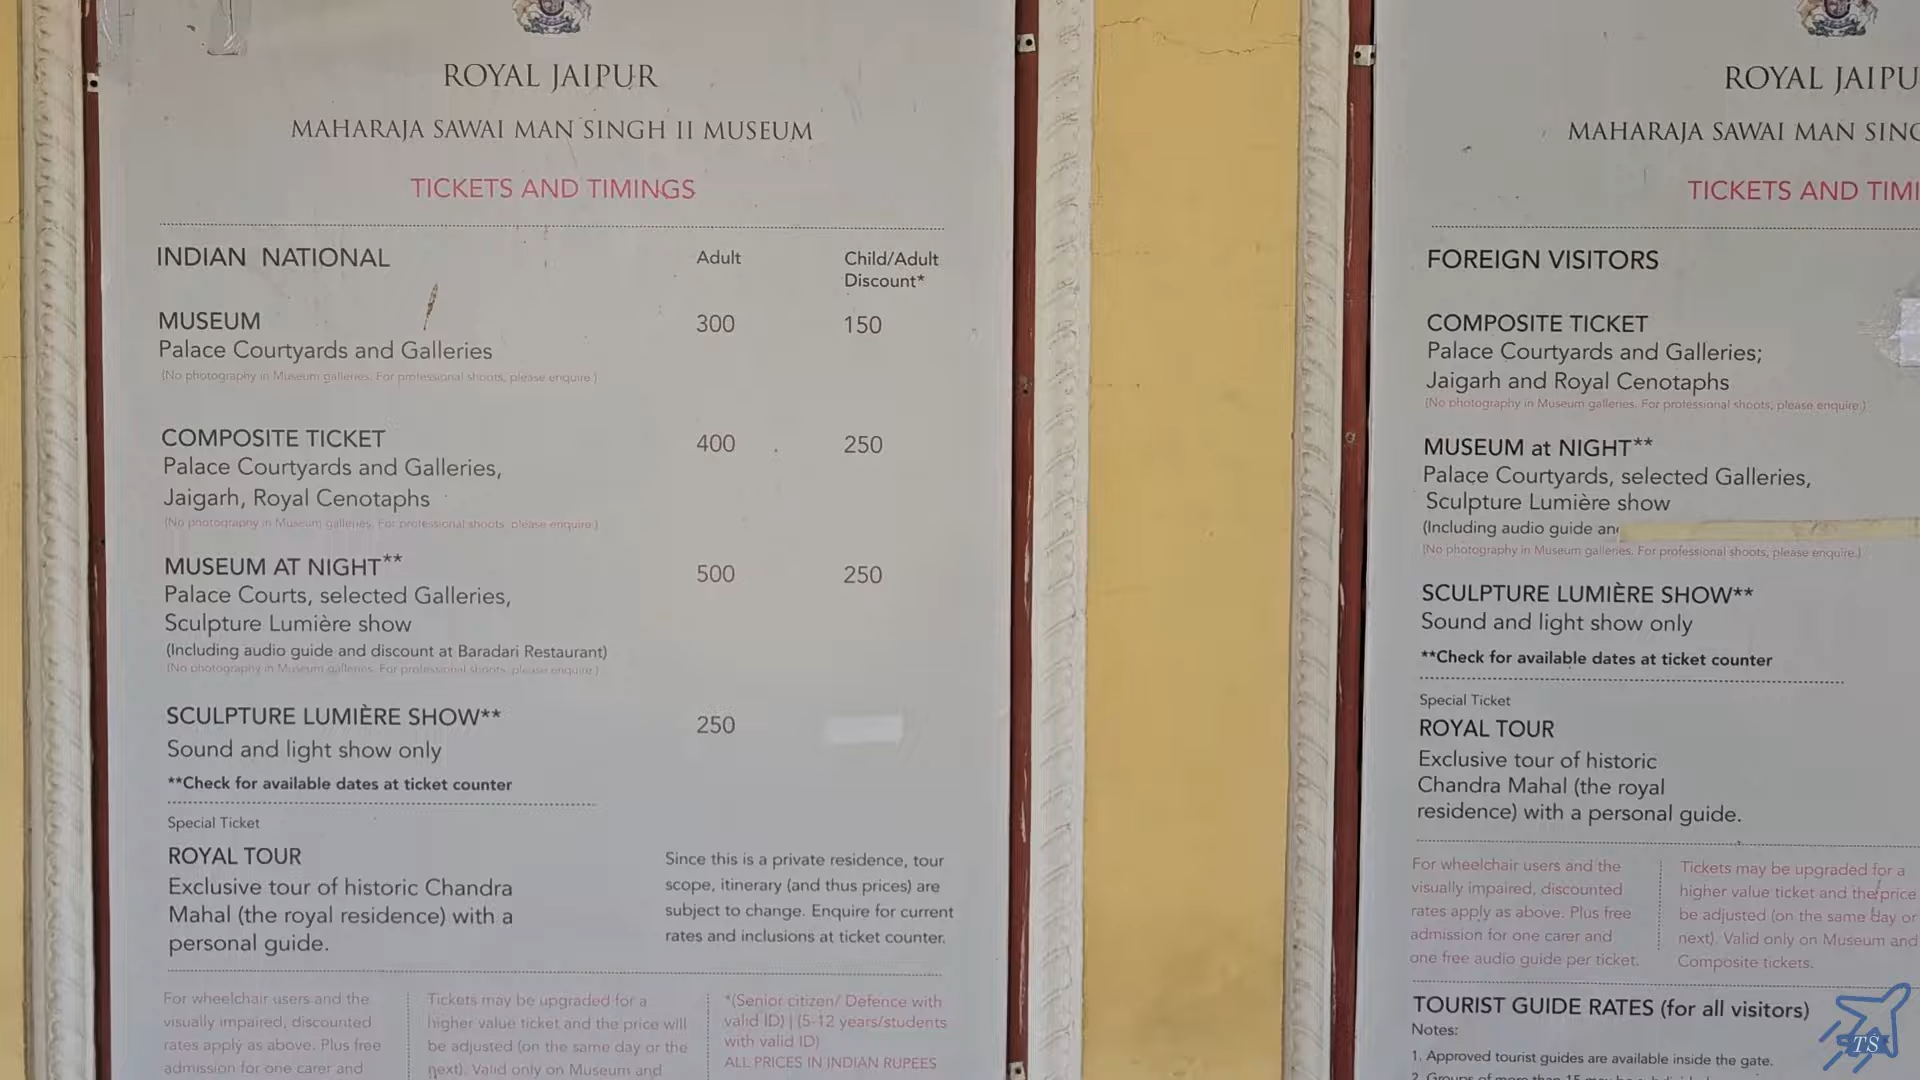 ROYAL JAIPUR
MAHARAJA SAWAI MAN SINGH II MUSEUM
TICKETS AND TIMINGS
INDIAN NATIONAL Adult Child/Adult
Discount*
MUSEUM 300 150
Palace Courtyards and Galleries
(No photography in Museum galleries. For professional shoots, please enquire.)
COMPOSITE TICKET 400 250
Palace Courtyards and Galleries,
Jaigarh, Royal Cenotaphs
(No photography in Museum galleries. For professional shoots, please enquire.)
MUSEUM AT NIGHT** 500 250
Palace Courts, selected Galleries,
Sculpture Lumière show
(Including audio guide and discount at Baradari Restaurant)
(No photography in Museum galleries. For professional shoots, please enquire.)
SCULPTURE LUMIÈRE SHOW** 250
Sound and light show only
**Check for available dates at ticket counter
Special Ticket
ROYAL TOUR
Exclusive tour of historic Chandra
Mahal (the royal residence) with a
personal guide.
Since this is a private residence, tour
scope, itinerary (and thus prices) are
subject to change. Enquire for current
rates and inclusions at ticket counter.
For wheelchair users and the
visually impaired, discounted
rates apply as above. Plus free
admission for one carer and
Tickets may be upgraded for a
higher value ticket and the price will
be adjusted (on the same day or the
next). Valid only on Museum and
*(Senior citizen/ Defence with
valid ID) | (5-12 years/students
with valid ID)
ALL PRICES IN INDIAN RUPEES
ROYAL JAIPU
MAHARAJA SAWAI MAN SING
TICKETS AND TIMI
FOREIGN VISITORS
COMPOSITE TICKET
Palace Courtyards and Galleries;
Jaigarh and Royal Cenotaphs
(No photography in Museum galleries. For professional shoots, please enquire.)
MUSEUM at NIGHT**
Palace Courtyards, selected Galleries,
Sculpture Lumière show
(Including audio guide and
(No photography in Museum galleries. For professional shoots, please enquire.)
SCULPTURE LUMIÈRE SHOW**
Sound and light show only
**Check for available dates at ticket counter
Special Ticket
ROYAL TOUR
Exclusive tour of historic
Chandra Mahal (the royal
residence) with a personal guide.
For wheelchair users and the
visually impaired, discounted
rates apply as above. Plus free
admission for one carer and
one free audio guide per ticket.
Tickets may be upgraded for a
higher value ticket and the price
be adjusted (on the same day or
next). Valid only on Museum and
Composite tickets.
TOURIST GUIDE RATES (for all visitors)
Notes:
1. Approved tourist guides are available inside the gate.
2. Groups of more than 15 may be
TS